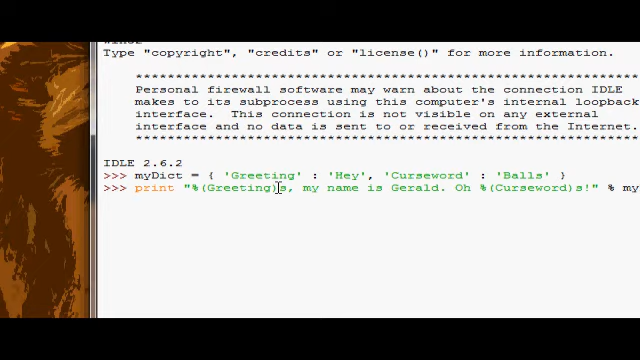 Type "copyright", "credits" or "license()" for more information.
****************************************************************
Personal firewall software may warn about the connection IDLE
makes to its subprocess using this computer's internal loopback
interface. This connection is not visible on any external
interface and no data is sent to or received from the Internet.
****************************************************************
IDLE 2.6.2
>>> myDict = { 'Greeting' : 'Hey', 'Curseword' : 'Balls' }
>>> print "%(Greeting)s, my name is Gerald. Oh %(Curseword)s!" % my